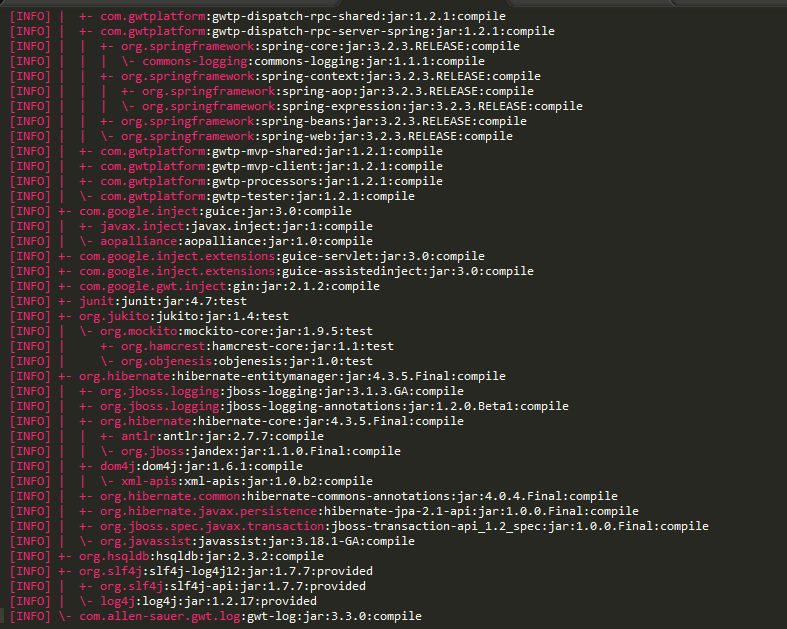 [INFO] |  +- com.gwtplatform:gwtp-dispatch-rpc-shared:jar:1.2.1:compile
[INFO] |  +- com.gwtplatform:gwtp-dispatch-rpc-server-spring:jar:1.2.1:compile
[INFO] |  |  +- org.springframework:spring-core:jar:3.2.3.RELEASE:compile
[INFO] |  |  |  \- commons-logging:commons-logging:jar:1.1.1:compile
[INFO] |  |  +- org.springframework:spring-context:jar:3.2.3.RELEASE:compile
[INFO] |  |  |  +- org.springframework:spring-aop:jar:3.2.3.RELEASE:compile
[INFO] |  |  |  \- org.springframework:spring-expression:jar:3.2.3.RELEASE:compile
[INFO] |  |  +- org.springframework:spring-beans:jar:3.2.3.RELEASE:compile
[INFO] |  |  \- org.springframework:spring-web:jar:3.2.3.RELEASE:compile
[INFO] |  +- com.gwtplatform:gwtp-mvp-shared:jar:1.2.1:compile
[INFO] |  +- com.gwtplatform:gwtp-mvp-client:jar:1.2.1:compile
[INFO] |  +- com.gwtplatform:gwtp-processors:jar:1.2.1:compile
[INFO] |  \- com.gwtplatform:gwtp-tester:jar:1.2.1:compile
[INFO] +- com.google.inject:guice:jar:3.0:compile
[INFO] |  +- javax.inject:javax.inject:jar:1:compile
[INFO] |  \- aopalliance:aopalliance:jar:1.0:compile
[INFO] +- com.google.inject.extensions:guice-servlet:jar:3.0:compile
[INFO] +- com.google.inject.extensions:guice-assistedinject:jar:3.0:compile
[INFO] +- com.google.gwt.inject:gin:jar:2.1.2:compile
[INFO] +- junit:junit:jar:4.7:test
[INFO] +- org.jukito:jukito:jar:1.4:test
[INFO] |  \- org.mockito:mockito-core:jar:1.9.5:test
[INFO] |     +- org.hamcrest:hamcrest-core:jar:1.1:test
[INFO] |     \- org.objenesis:objenesis:jar:1.0:test
[INFO] +- org.hibernate:hibernate-entitymanager:jar:4.3.5.Final:compile
[INFO] |  +- org.jboss.logging:jboss-logging:jar:3.1.3.GA:compile
[INFO] |  +- org.jboss.logging:jboss-logging-annotations:jar:1.2.0.Beta1:compile
[INFO] |  +- org.hibernate:hibernate-core:jar:4.3.5.Final:compile
[INFO] |  |  +- antlr:antlr:jar:2.7.7:compile
[INFO] |  |  \- org.jboss:jandex:jar:1.1.0.Final:compile
[INFO] |  +- dom4j:dom4j:jar:1.6.1:compile
[INFO] |  |  \- xml-apis:xml-apis:jar:1.0.b2:compile
[INFO] |  +- org.hibernate.common:hibernate-commons-annotations:jar:4.0.4.Final:compile
[INFO] |  +- org.hibernate.javax.persistence:hibernate-jpa-2.1-api:jar:1.0.0.Final:compile
[INFO] |  +- org.jboss.spec.javax.transaction:jboss-transaction-api_1.2_spec:jar:1.0.0.Final:compile
[INFO] |  \- org.javassist:javassist:jar:3.18.1-GA:compile
[INFO] +- org.hsqldb:hsqldb:jar:2.3.2:compile
[INFO] +- org.slf4j:slf4j-log4j12:jar:1.7.7:provided
[INFO] |  +- org.slf4j:slf4j-api:jar:1.7.7:provided
[INFO] |  \- log4j:log4j:jar:1.2.17:provided
[INFO] \- com.allen-sauer.gwt.log:gwt-log:jar:3.3.0:compile